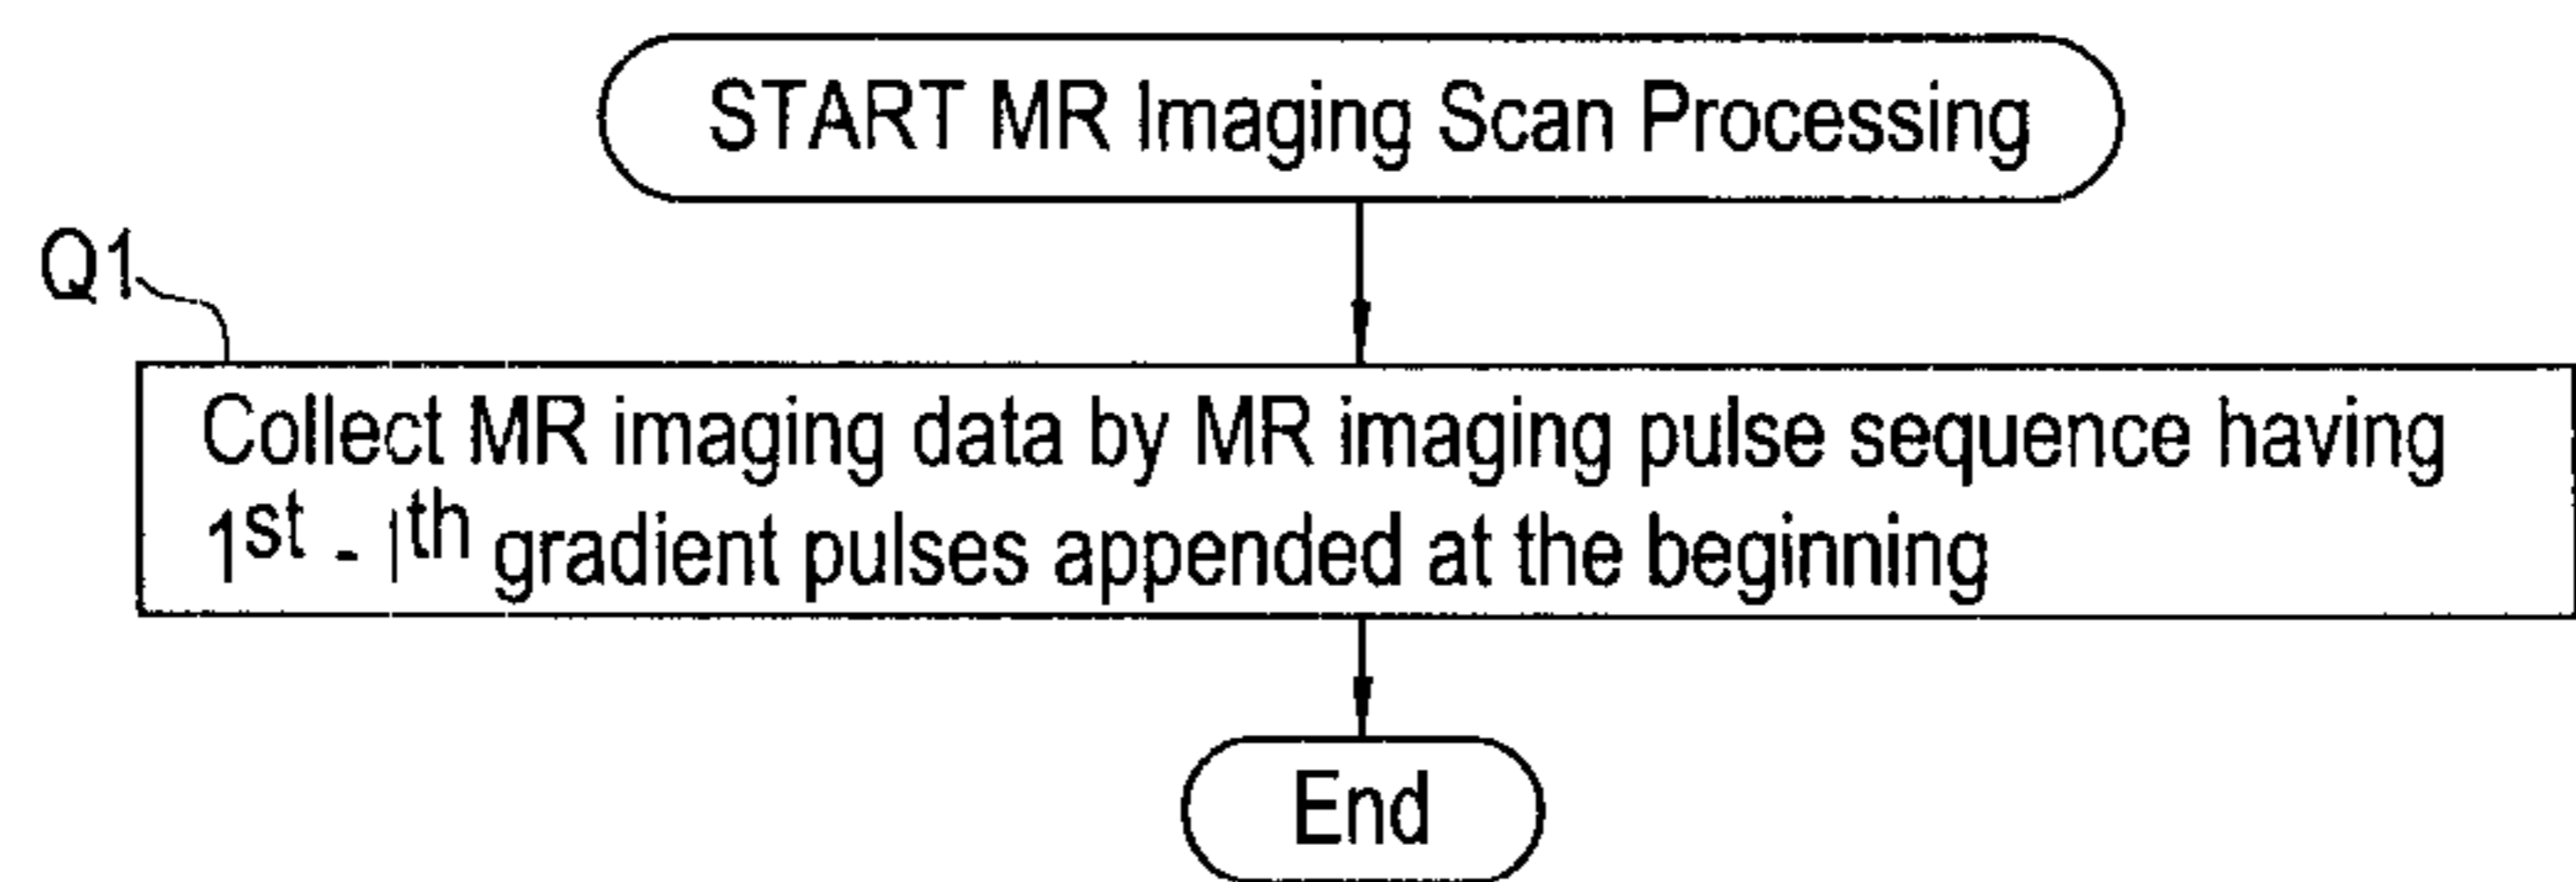 START MR Imaging Scan Processing
Q1
Collect MR imaging data by MR imaging pulse sequence having
1st - Ith gradient pulses appended at the beginning
End